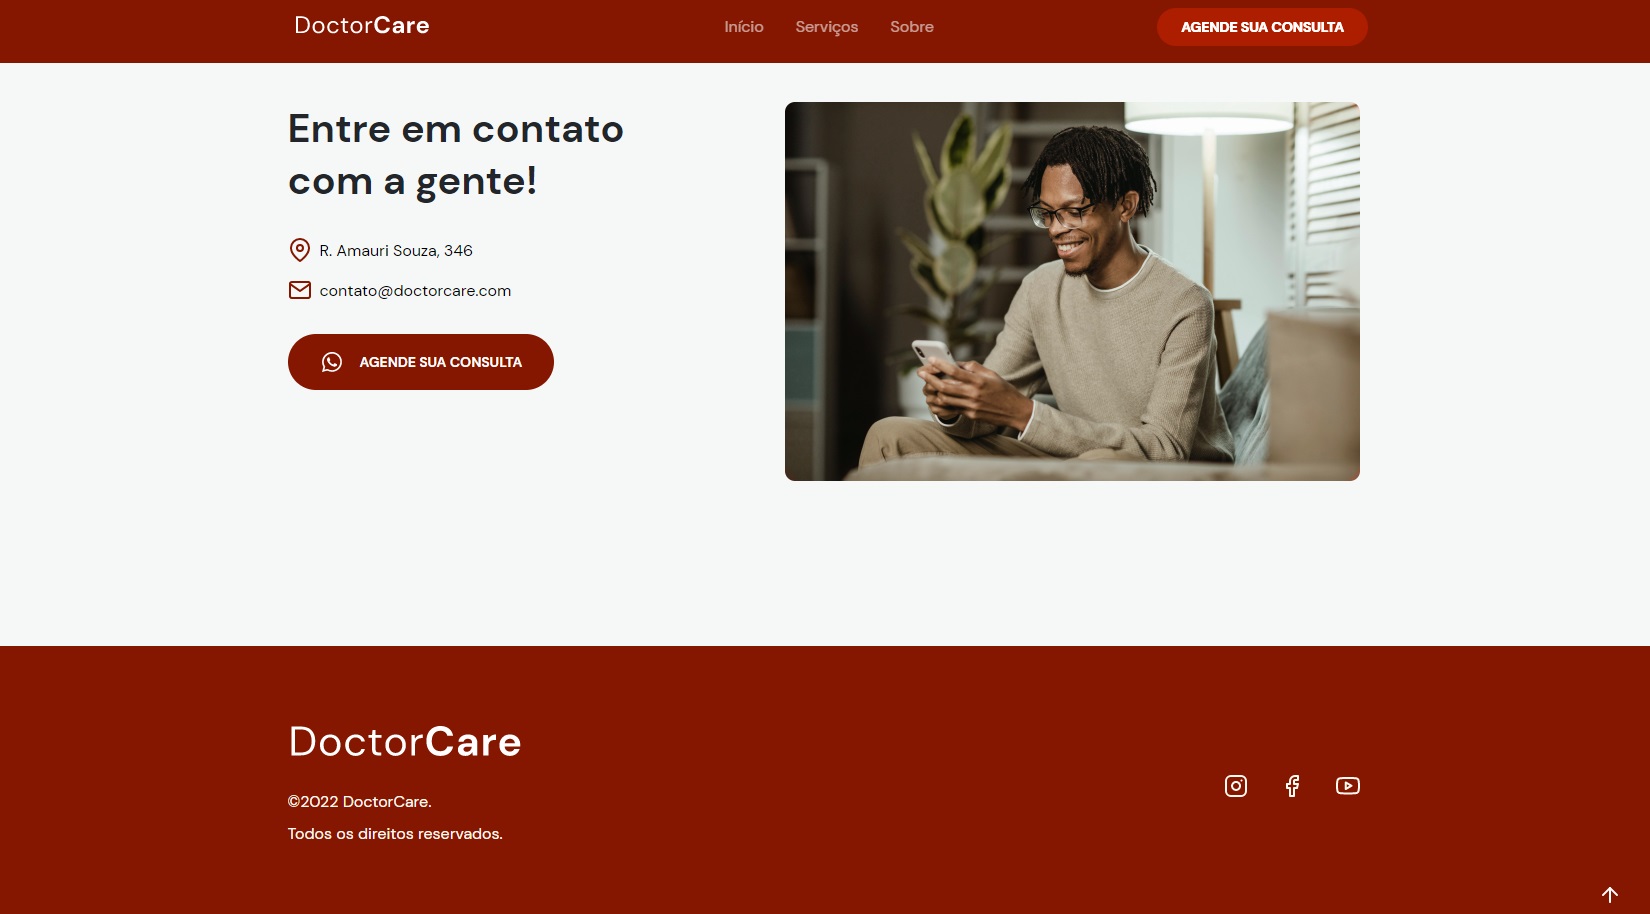 DoctorCare
Início
Serviços
Sobre
AGENDE SUA CONSULTA
Entre em contato
com a gente!
R. Amauri Souza, 346
contato@doctorcare.com
AGENDE SUA CONSULTA
DoctorCare
©2022 DoctorCare.
Todos os direitos reservados.